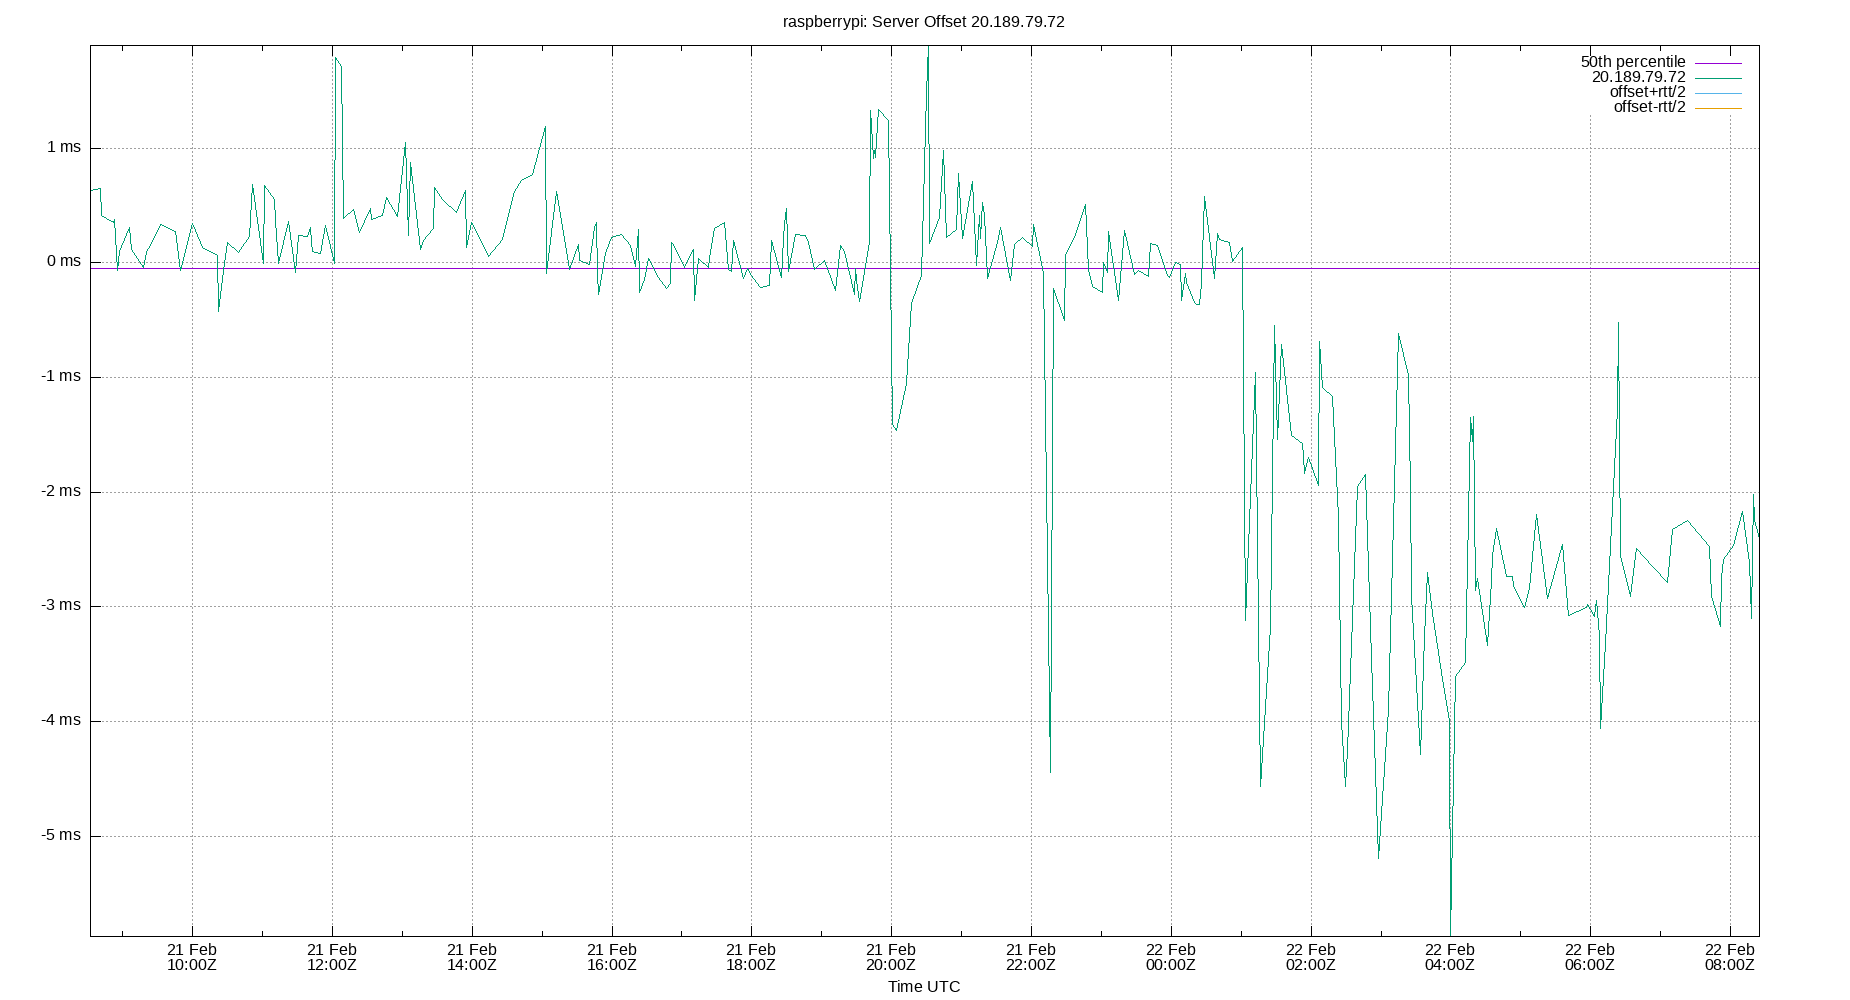 raspberrypi: Server Offset 20.189.79.72
50th percentile
20.189.79.72
offset+rtt/2
offset-rtt/2
1 ms
0 ms
-1 ms
-2 ms
-3 ms
-4 ms
-5 ms
21 Feb 21 Feb 21 Feb 21 Feb 21 Feb 21 Feb 21 Feb 22 Feb 22 Feb 22 Feb 22 Feb 22 Feb
10:00Z 12:00Z 14:00Z 16:00Z 18:00Z 20:00Z 22:00Z 00:00Z 02:00Z 04:00Z 06:00Z 08:00Z
Time UTC